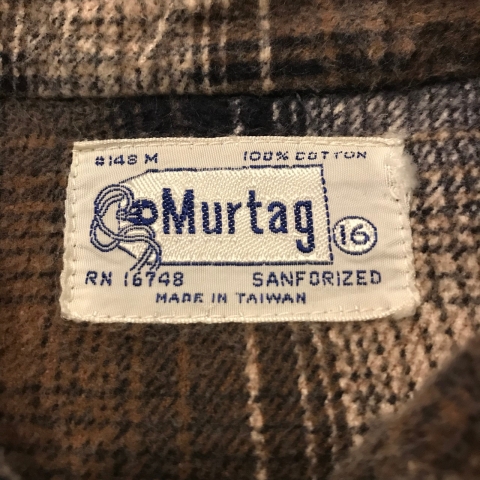 #148 M 100% COTTON
Murtag
16
RN 16748 SANFORIZED
MADE IN TAIWAN